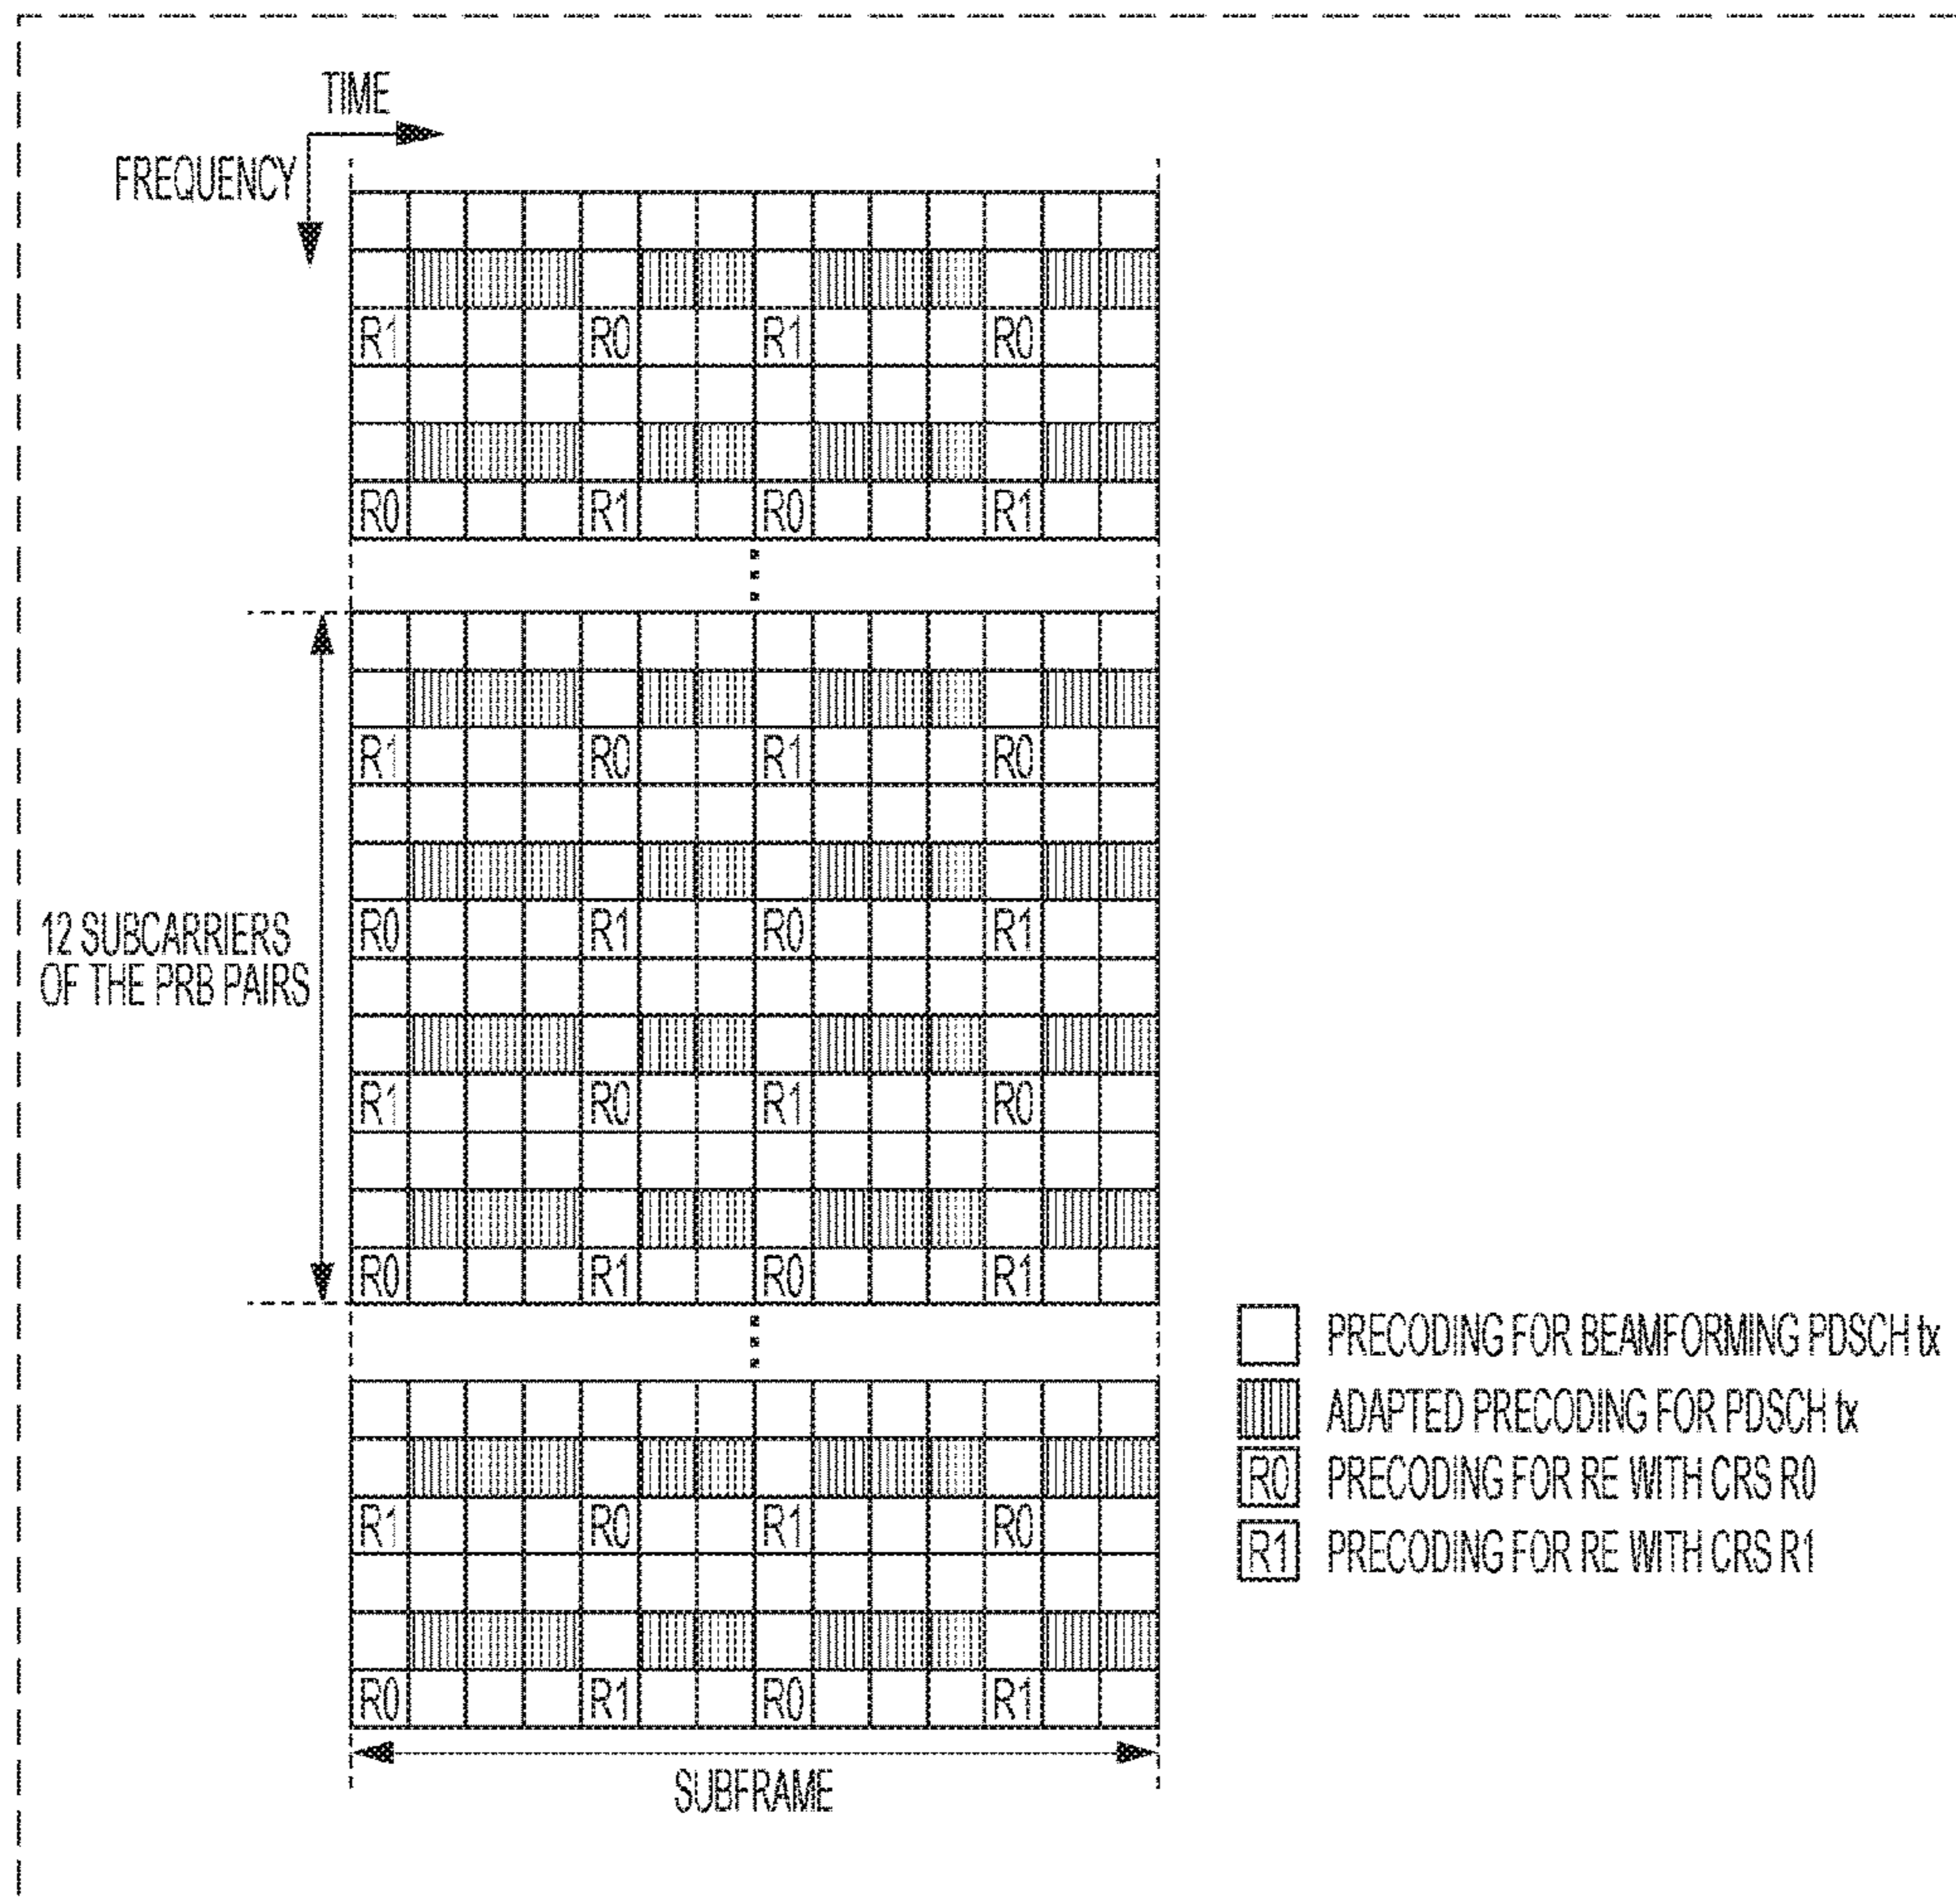 TIME
FREQUENCY
R1 R0 R1 R0
R0 R1 R0 R1
R1 R0 R1 R0
12 SUBCARRIERS
OF THE PRB PAIRS
R0 R1 R0 R1
R1 R0 R1 R0
R0 R1 R0 R1
PRECODING FOR BEAMFORMING PDSCH tx
ADAPTED PRECODING FOR PDSCH tx
R0 PRECODING FOR RE WITH CRS R0
R1 PRECODING FOR RE WITH CRS R1
R1 R0 R1 R0
R0 R1 R0 R1
SUBFRAME